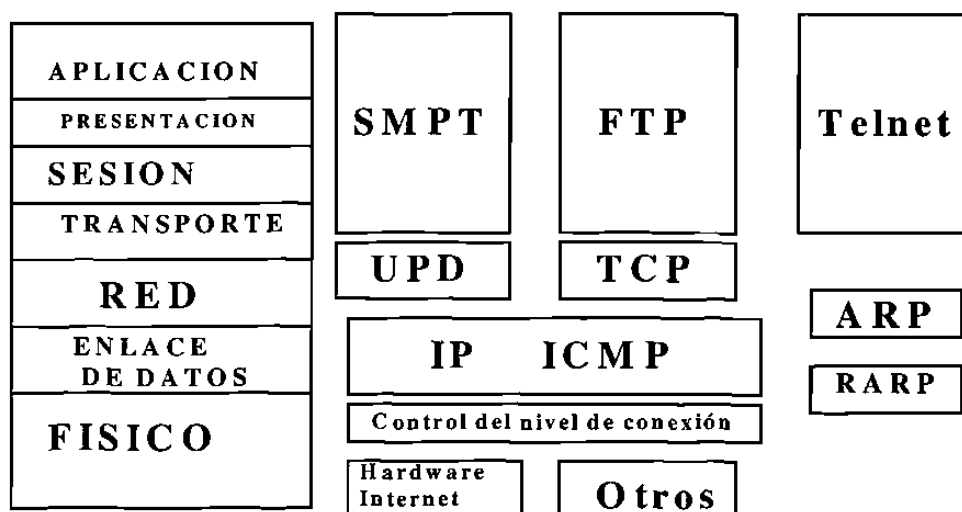 APLICACION
PRESENTACION
SESION
TRANSPORTE
RED
ENLACE
DE DATOS
FISICO
SMPT
FTP
Telnet
UPD
TCP
IP ICMP
ARP
RARP
Control del nivel de conexión
Hardware
Internet
Otros